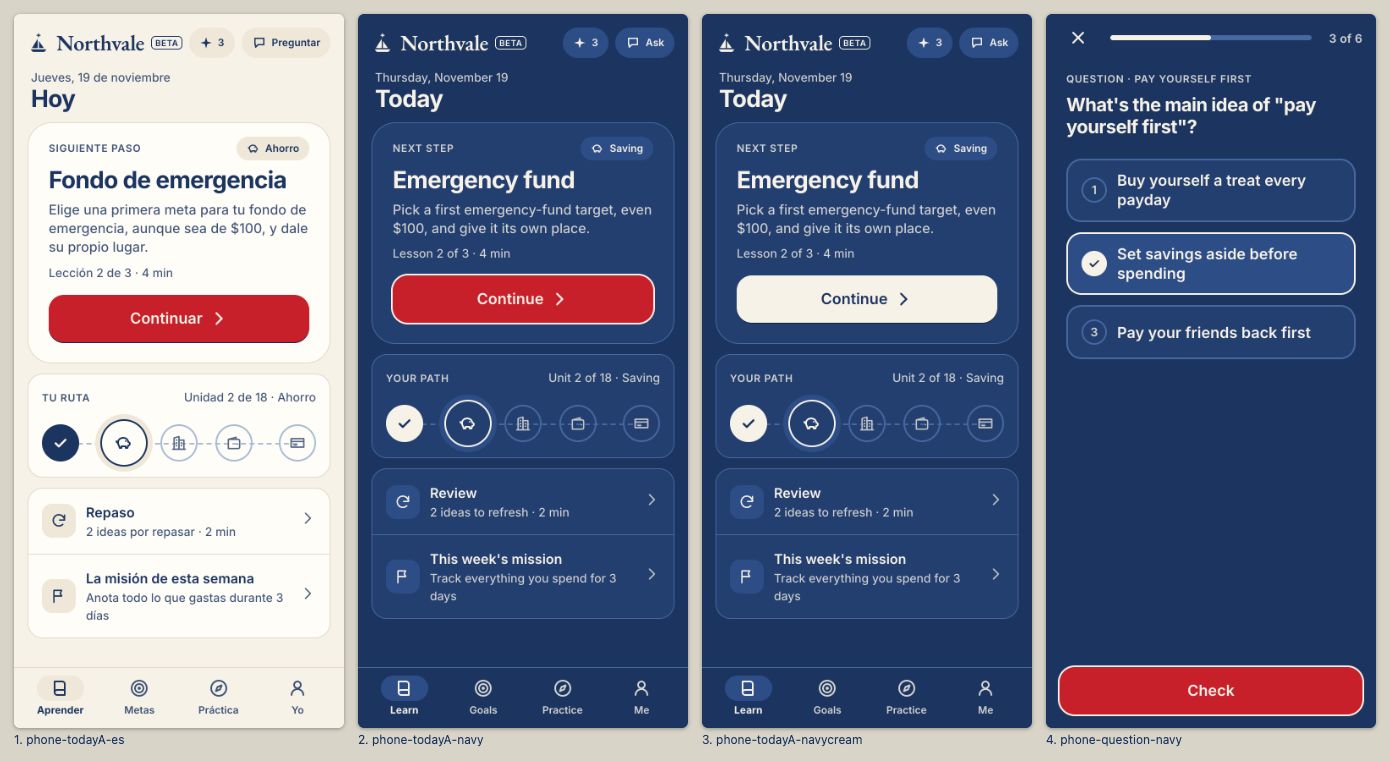 Northvale BETA
3
Preguntar
Jueves, 19 de noviembre
Hoy
SIGUIENTE PASO
Ahorro
Fondo de emergencia
Elige una primera meta para tu fondo de
emergencia, aunque sea de $100, y dale
su propio lugar.
Lección 2 de 3 · 4 min
Continuar
TU RUTA
Unidad 2 de 18 · Ahorro
Repaso
2 ideas por repasar · 2 min
La misión de esta semana
Anota todo lo que gastas durante 3
días
Aprender
Metas
Práctica
Yo
1. phone-todayA-es
Northvale BETA
3
Ask
Thursday, November 19
Today
NEXT STEP
Saving
Emergency fund
Pick a first emergency-fund target, even
$100, and give it its own place.
Lesson 2 of 3 · 4 min
Continue
YOUR PATH
Unit 2 of 18 · Saving
Review
2 ideas to refresh · 2 min
This week's mission
Track everything you spend for 3
days
Learn
Goals
Practice
Me
2. phone-todayA-navy
Northvale BETA
3
Ask
Thursday, November 19
Today
NEXT STEP
Saving
Emergency fund
Pick a first emergency-fund target, even
$100, and give it its own place.
Lesson 2 of 3 · 4 min
Continue
YOUR PATH
Unit 2 of 18 · Saving
Review
2 ideas to refresh · 2 min
This week's mission
Track everything you spend for 3
days
Learn
Goals
Practice
Me
3. phone-todayA-navycream
3 of 6
QUESTION · PAY YOURSELF FIRST
What's the main idea of "pay
yourself first"?
1
Buy yourself a treat every
payday
Set savings aside before
spending
3
Pay your friends back first
Check
4. phone-question-navy